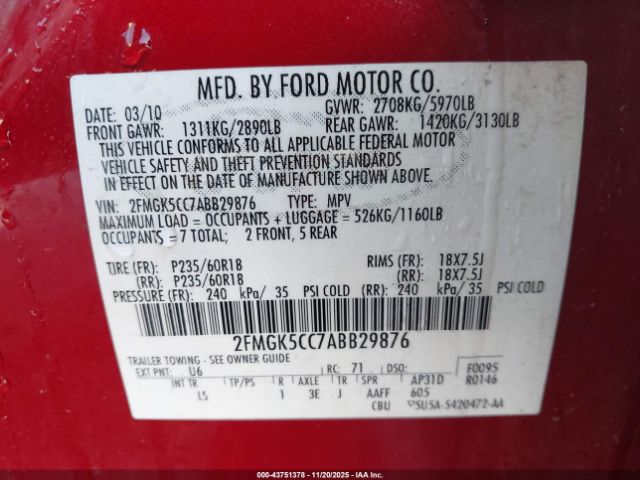 MFD. BY FORD MOTOR CO.
DATE: 03/10 GVWR: 2708KG/5970LB
FRONT GAWR: 1311KG/2890LB REAR GAWR: 1420KG/3130LB
THIS VEHICLE CONFORMS TO ALL APPLICABLE FEDERAL MOTOR
VEHICLE SAFETY AND THEFT PREVENTION STANDARDS
IN EFFECT ON THE DATE OF MANUFACTURE SHOWN ABOVE.
VIN: 2FMGK5CC7ABB29876 TYPE: MPV
MAXIMUM LOAD = OCCUPANTS + LUGGAGE = 526KG/1160LB
OCCUPANTS = 7 TOTAL; 2 FRONT, 5 REAR
TIRE (FR): P235/60R18 RIMS (FR): 18X7.5J
(RR): P235/60R18 (RR): 18X7.5J
PRESSURE (FR): 240 kPa/ 35 PSI COLD (RR): 240 kPa/ 35 PSI COLD
2FMGK5CC7ABB29876
TRAILER TOWING - SEE OWNER GUIDE
EXT PNT: U6 RC: 71 DSO: F0095
R0146
INT TR TP/PS R AXLE TR SPR AP31D
LS 1 3E J AAFF 605
CBU 5U5A-5420472-AA
000-43751378 - 11/20/2025 - IAAI.COM